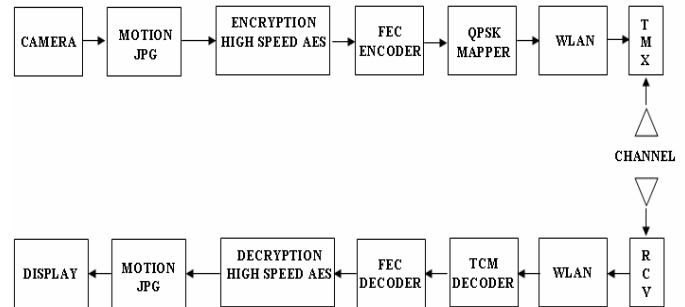 CAMERA
MOTION
JPG
ENCRYPTION
HIGH SPEED AES
FEC
ENCODER
QPSK
MAPPER
WLAN
T
M
X
CHANNEL
DISPLAY
MOTION
JPG
DECRYPTION
HIGH SPEED AES
FEC
DECODER
TCM
DECODER
WLAN
R
C
V